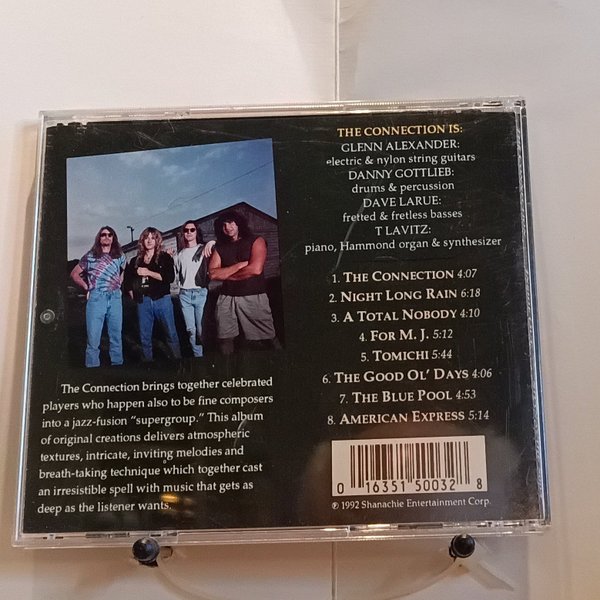 THE CONNECTION IS:
GLENN ALEXANDER:
electric & nylon string guitars
DANNY GOTTLIEB:
drums & percussion
DAVE LARUE:
fretted & fretless basses
T LAVITZ:
piano, Hammond organ & synthesizer
1. THE CONNECTION 4:07
2. NIGHT LONG RAIN 6:18
3. A TOTAL NOBODY 4:10
4. FOR M. J. 5:12
5. TOMICHI 5:44
6. THE GOOD OL' DAYS 4:06
7. THE BLUE POOL 4:53
8. AMERICAN EXPRESS 5:14
The Connection brings together celebrated
players who happen also to be fine composers
into a jazz-fusion "supergroup." This album
of original creations delivers atmospheric
textures, intricate, inviting melodies and
breath-taking technique which together cast
an irresistible spell with music that gets as
deep as the listener wants.
0 16351 50032 8
℗ 1992 Shanachie Entertainment Corp.